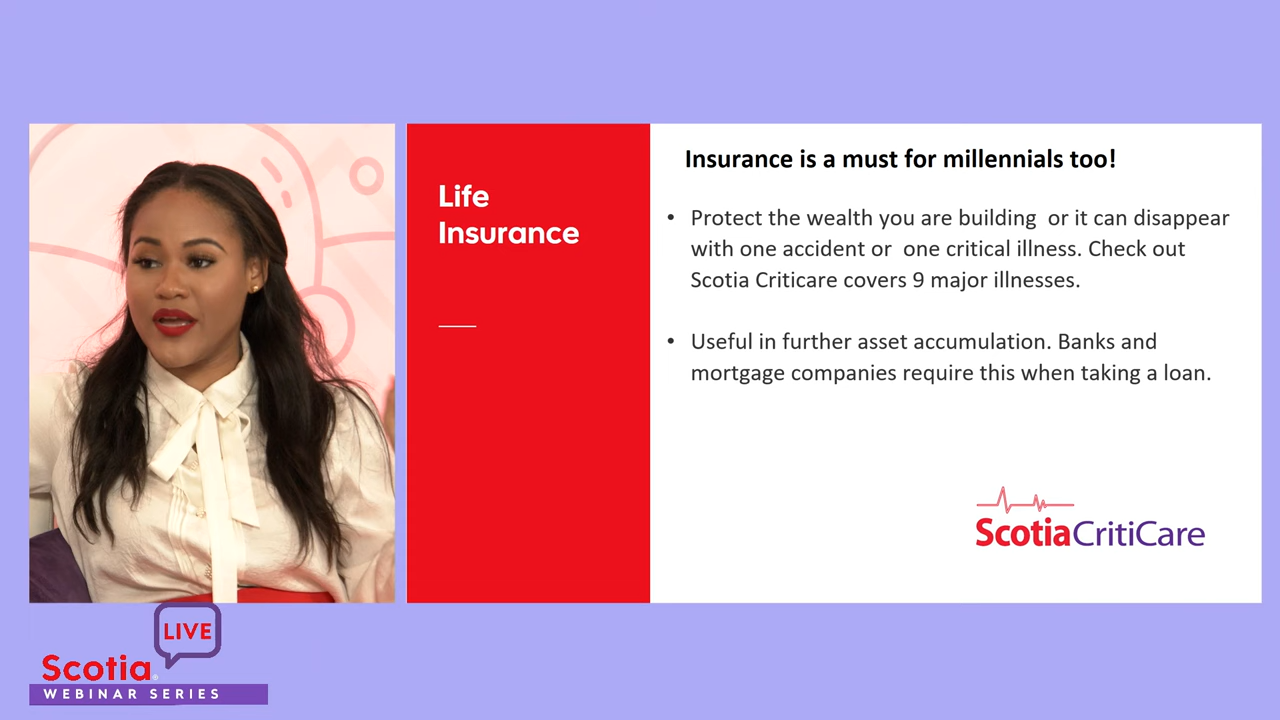 Life
Insurance
Insurance is a must for millennials too!
• Protect the wealth you are building  or it can disappear
with one accident or  one critical illness. Check out
Scotia Criticare covers 9 major illnesses.
• Useful in further asset accumulation. Banks and
mortgage companies require this when taking a loan.
ScotiaCritiCare
LIVE
Scotia®
WEBINAR SERIES